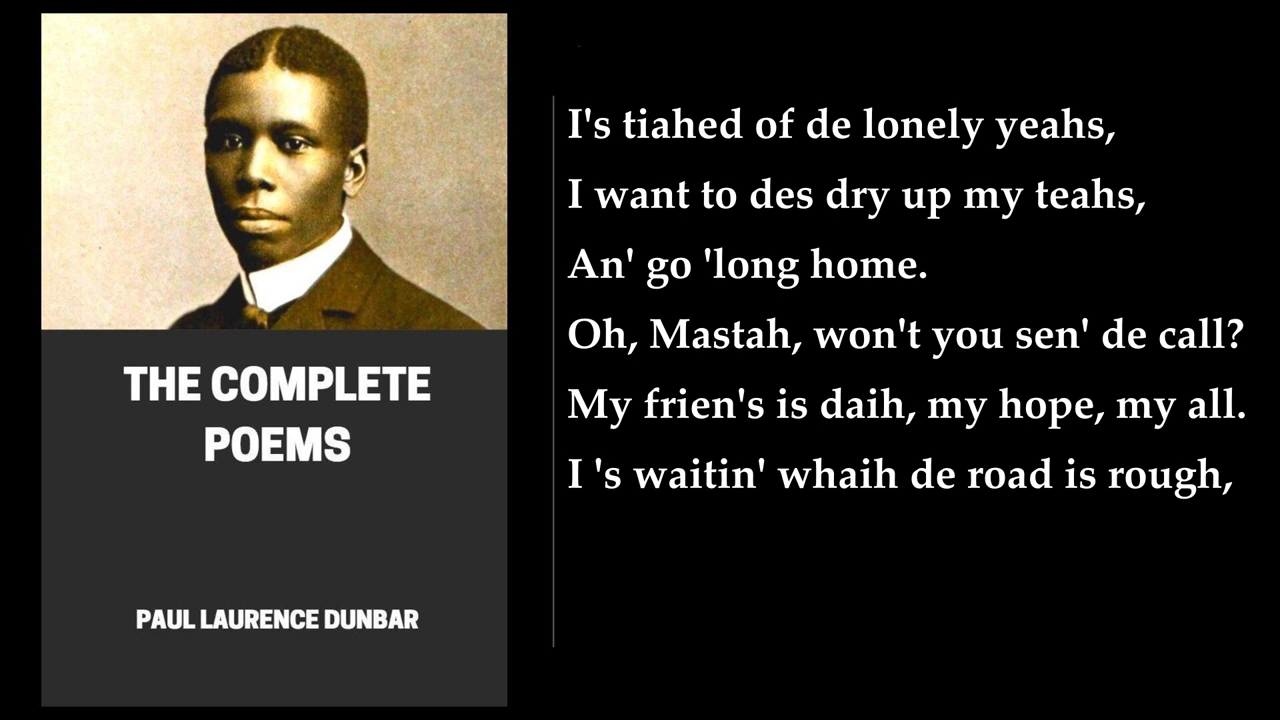 THE COMPLETE
POEMS
PAUL LAURENCE DUNBAR
I's tiahed of de lonely yeahs,
I want to des dry up my teahs,
An' go 'long home.
Oh, Mastah, won't you sen' de call?
My frien's is daih, my hope, my all.
I 's waitin' whaih de road is rough,